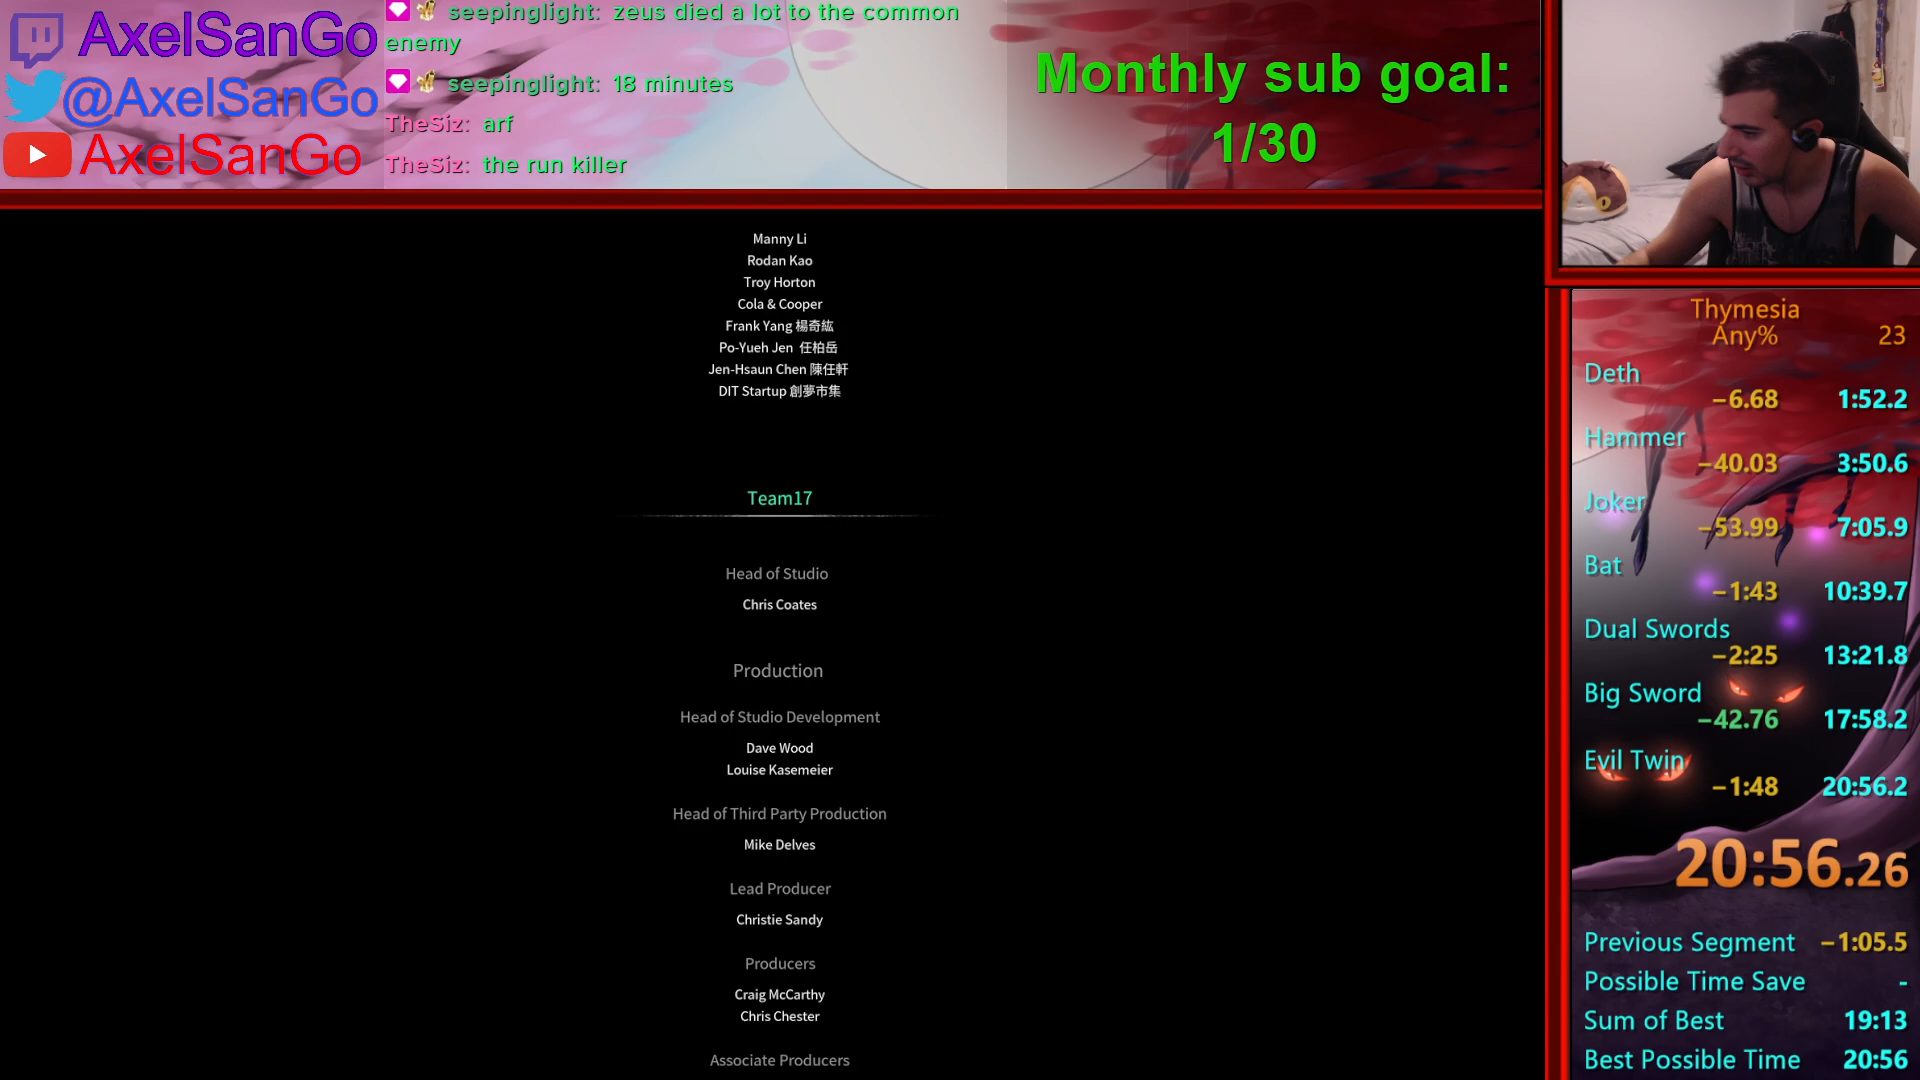 AxelSanGo
@AxelSanGo
AxelSanGo
seepinglight: zeus died a lot to the common
enemy
seepinglight: 18 minutes
TheSiz: arf
TheSiz: the run killer
Monthly sub goal:
1/30
Manny Li
Rodan Kao
Troy Horton
Cola & Cooper
Frank Yang 楊奇紘
Po-Yueh Jen 任柏岳
Jen-Hsaun Chen 陳任軒
DIT Startup 創夢市集
Team17
Head of Studio
Chris Coates
Production
Head of Studio Development
Dave Wood
Louise Kasemeier
Head of Third Party Production
Mike Delves
Lead Producer
Christie Sandy
Producers
Craig McCarthy
Chris Chester
Associate Producers
Thymesia
Any% 23
Deth
−6.68 1:52.2
Hammer
−40.03 3:50.6
Joker
−53.99 7:05.9
Bat
−1:43 10:39.7
Dual Swords
−2:25 13:21.8
Big Sword
−42.76 17:58.2
Evil Twin
−1:48 20:56.2
20:56.26
Previous Segment −1:05.5
Possible Time Save -
Sum of Best 19:13
Best Possible Time 20:56